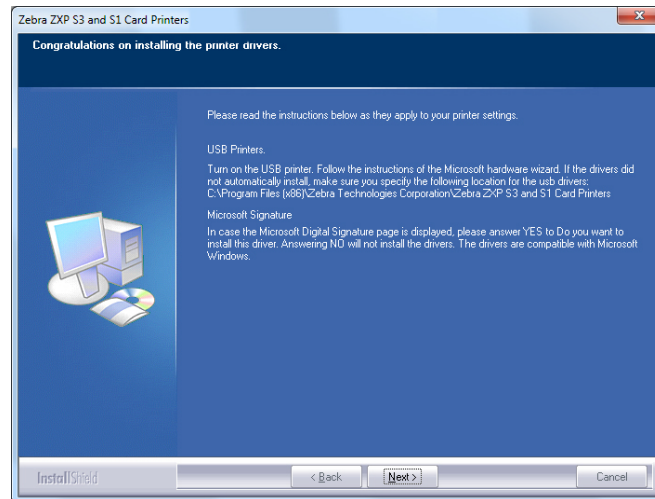 Zebra ZXP S3 and S1 Card Printers
Congratulations on installing the printer drivers.
Please read the instructions below as they apply to your printer settings.
USB Printers.
Turn on the USB printer. Follow the instructions of the Microsoft hardware wizard. If the drivers did
not automatically install, make sure you specify the following location for the usb drivers:
C:\Program Files (x86)\Zebra Technologies Corporation\Zebra ZXP S3 and S1 Card Printers
Microsoft Signature
In case the Microsoft Digital Signature page is displayed, please answer YES to Do you want to
install this driver. Answering NO will not install the drivers. The drivers are compatible with Microsoft
Windows.
InstallShield
< Back
Next >
Cancel